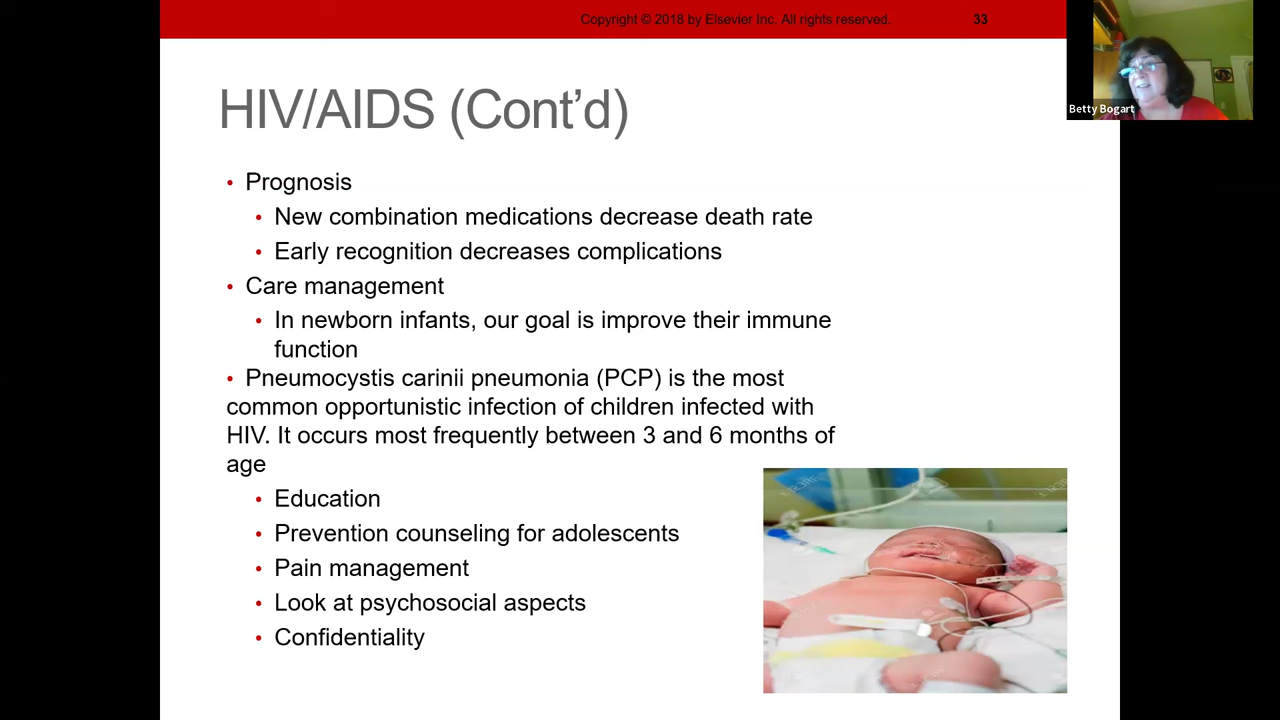 Copyright © 2018 by Elsevier Inc. All rights reserved. 33
Betty Bogart
HIV/AIDS (Cont’d)
• Prognosis
• New combination medications decrease death rate
• Early recognition decreases complications
• Care management
• In newborn infants, our goal is improve their immune
function
• Pneumocystis carinii pneumonia (PCP) is the most
common opportunistic infection of children infected with
HIV. It occurs most frequently between 3 and 6 months of
age
• Education
• Prevention counseling for adolescents
• Pain management
• Look at psychosocial aspects
• Confidentiality